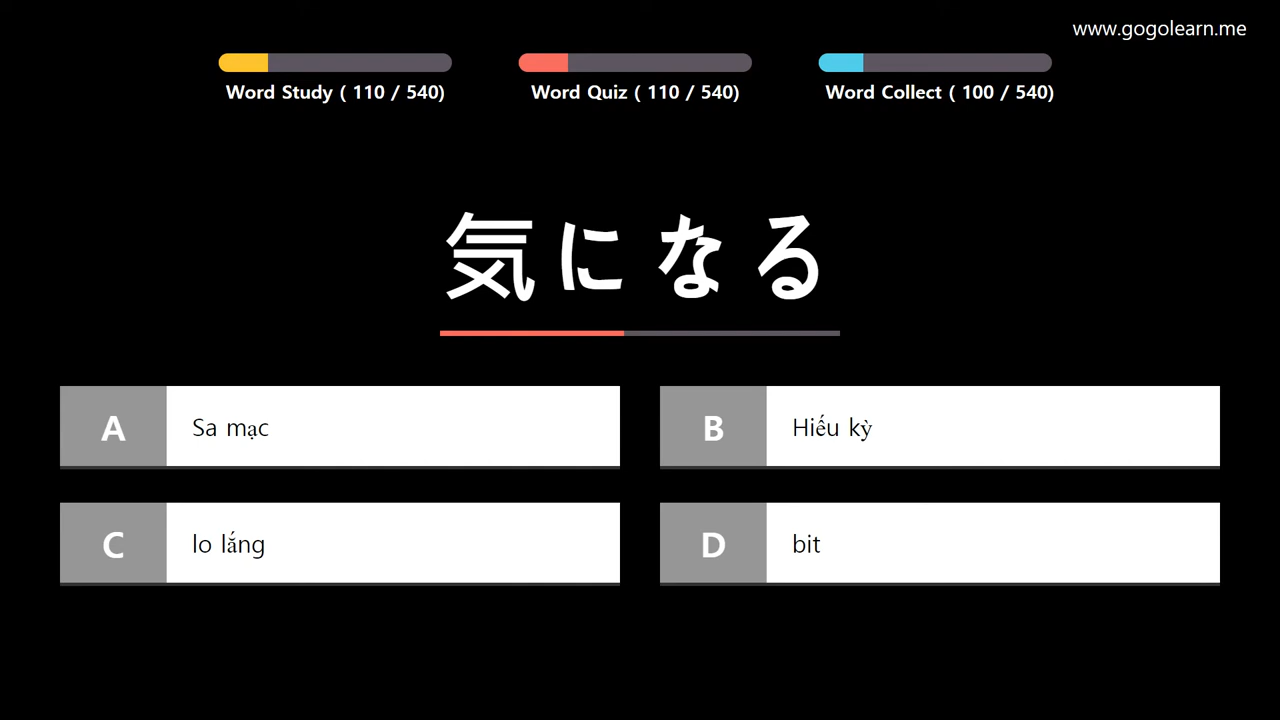 www.gogolearn.me
Word Study ( 110 / 540)
Word Quiz ( 110 / 540)
Word Collect ( 100 / 540)
気になる
A Sa mạc
B Hiếu kỳ
C lo lắng
D bit